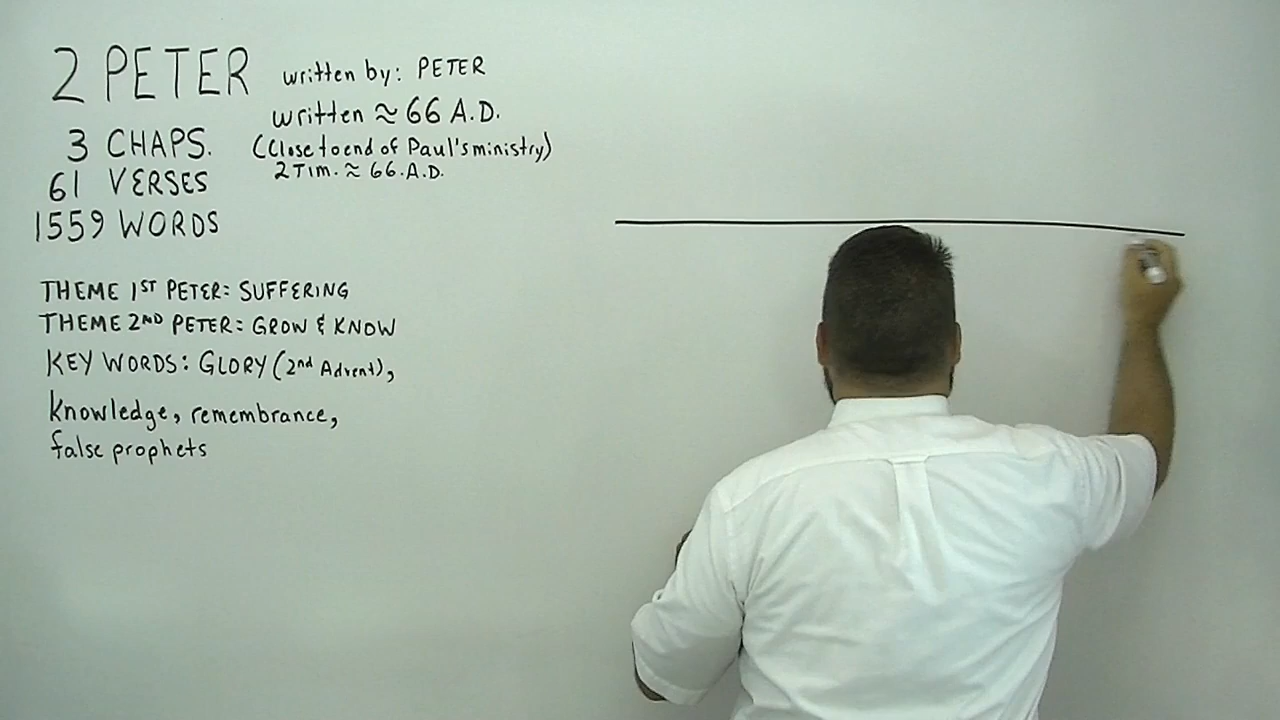 2 PETER
written by: PETER
written ≈ 66 A.D.
3 CHAPS.
(Close to end of Paul's ministry)
61 VERSES
2 TIM. ≈ 66.A.D.
1559 WORDS
THEME 1ST PETER: SUFFERING
THEME 2ND PETER: GROW & KNOW
KEY WORDS: GLORY (2nd Advent),
knowledge, remembrance,
false prophets